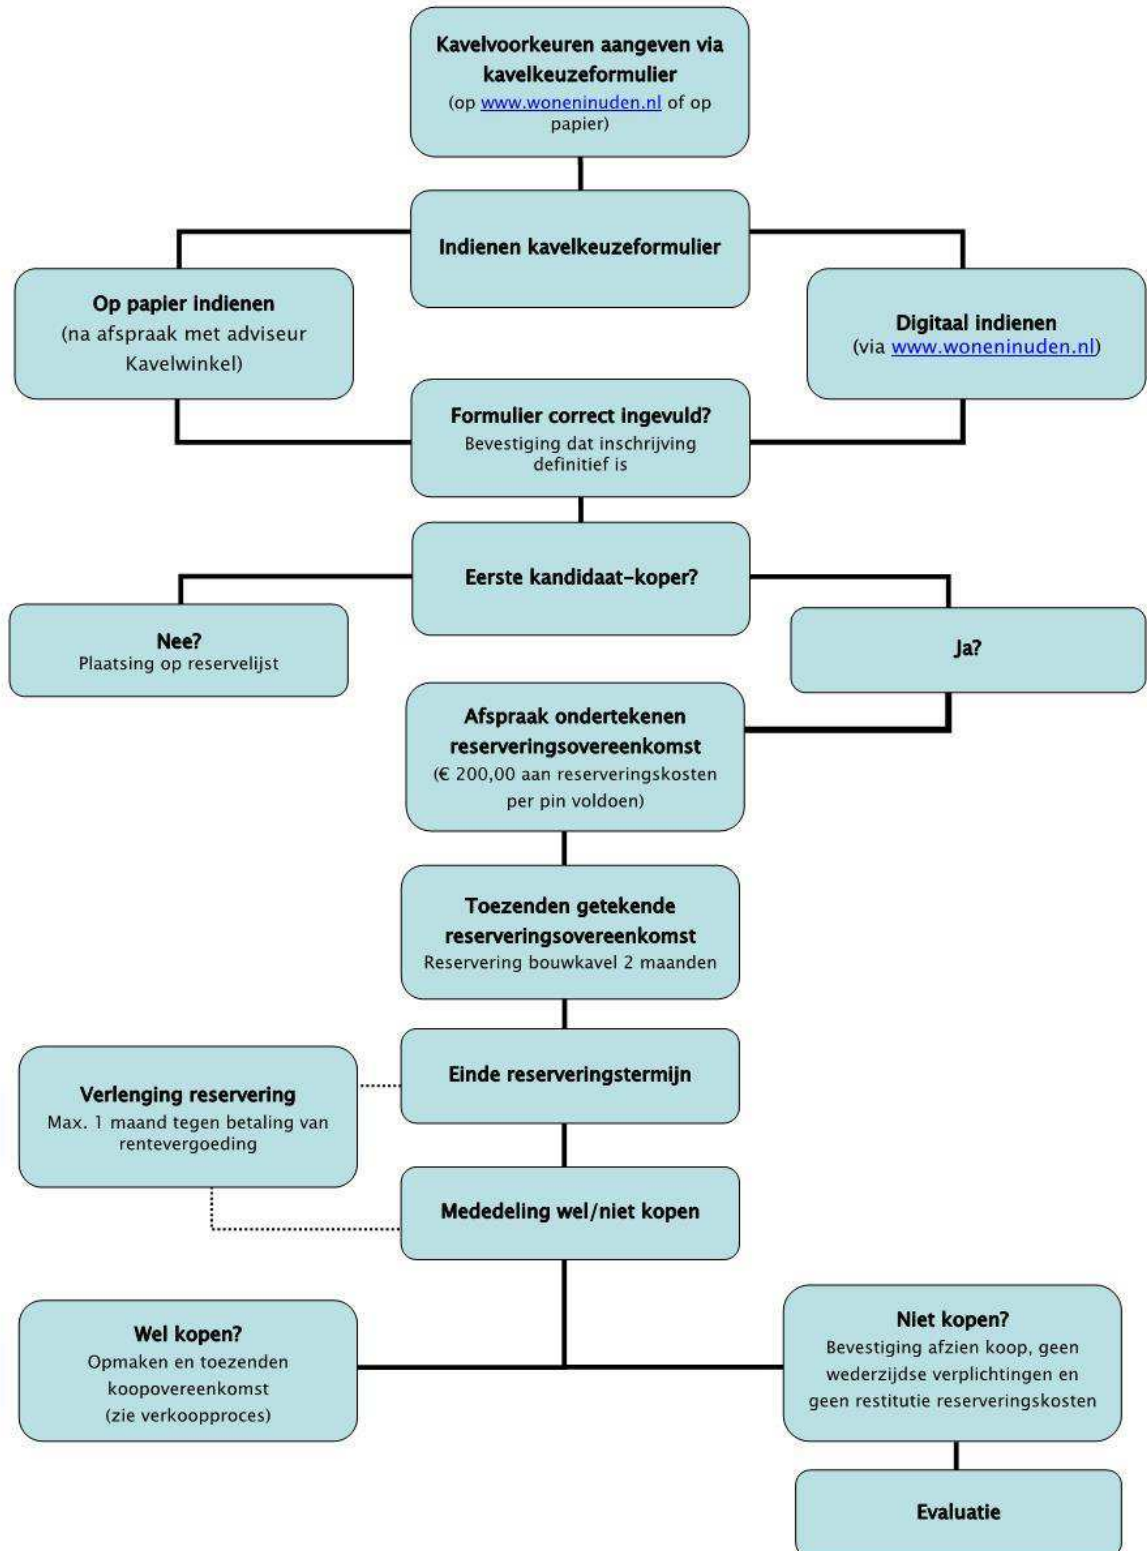 Kavelvoorkeuren aangeven via
kavelkeuzeformulier
(op www.woneninuden.nl of op
papier)
Indienen kavelkeuzeformulier
Op papier indienen
(na afspraak met adviseur
Kavelwinkel)
Digitaal indienen
(via www.woneninuden.nl)
Formulier correct ingevuld?
Bevestiging dat inschrijving
definitief is
Eerste kandidaat-koper?
Nee?
Plaatsing op reservelijst
Ja?
Afspraak ondertekenen
reserveringsovereenkomst
(€ 200,00 aan reserveringskosten
per pin voldoen)
Toezenden getekende
reserveringsovereenkomst
Reservering bouwkavel 2 maanden
Einde reserveringstermijn
Verlenging reservering
Max. 1 maand tegen betaling van
rentevergoeding
Mededeling wel/niet kopen
Wel kopen?
Opmaken en toezenden
koopovereenkomst
(zie verkoopproces)
Niet kopen?
Bevestiging afzien koop, geen
wederzijdse verplichtingen en
geen restitutie reserveringskosten
Evaluatie